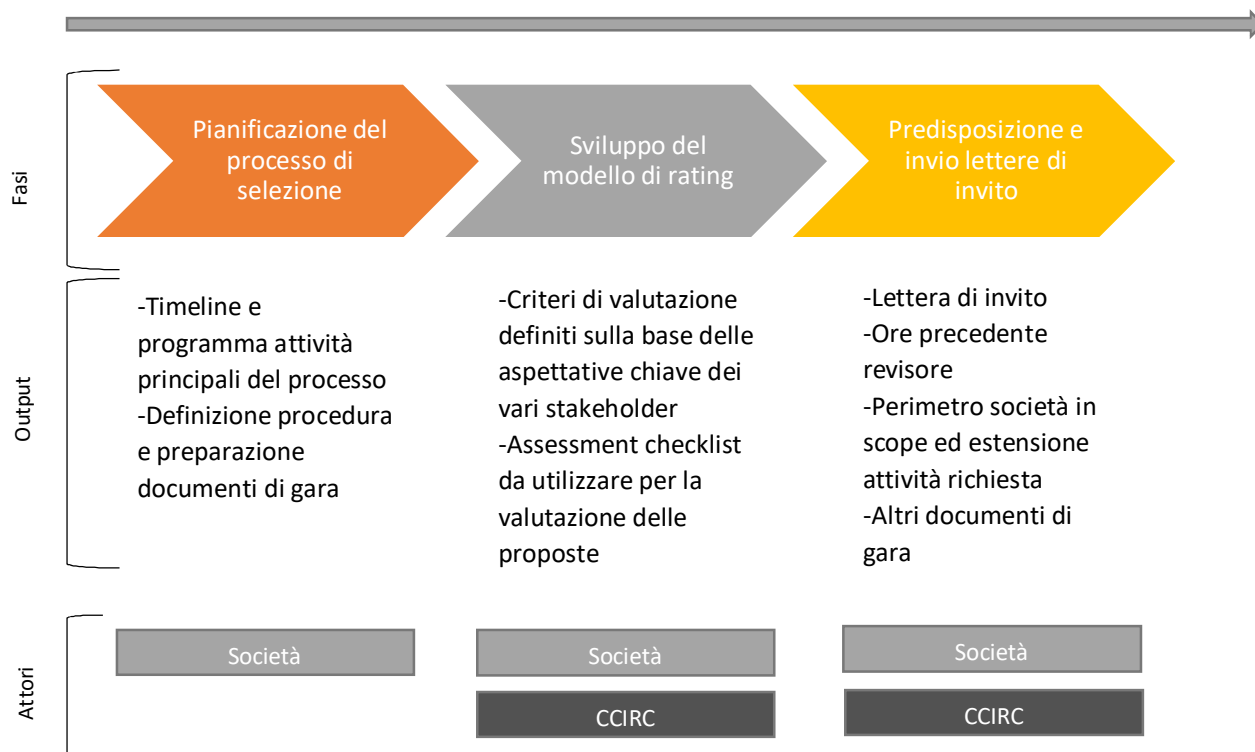 Fasi
Pianificazione del
processo di
selezione
Sviluppo del
modello di rating
Predisposizione e
invio lettere di
invito
Output
-Timeline e
programma attività
principali del processo
-Definizione procedura
e preparazione
documenti di gara
-Criteri di valutazione
definiti sulla base delle
aspettative chiave dei
vari stakeholder
-Assessment checklist
da utilizzare per la
valutazione delle
proposte
-Lettera di invito
-Ore precedente
revisore
-Perimetro società in
scope ed estensione
attività richiesta
-Altri documenti di
gara
Attori
Società
Società
CCIRC
Società
CCIRC